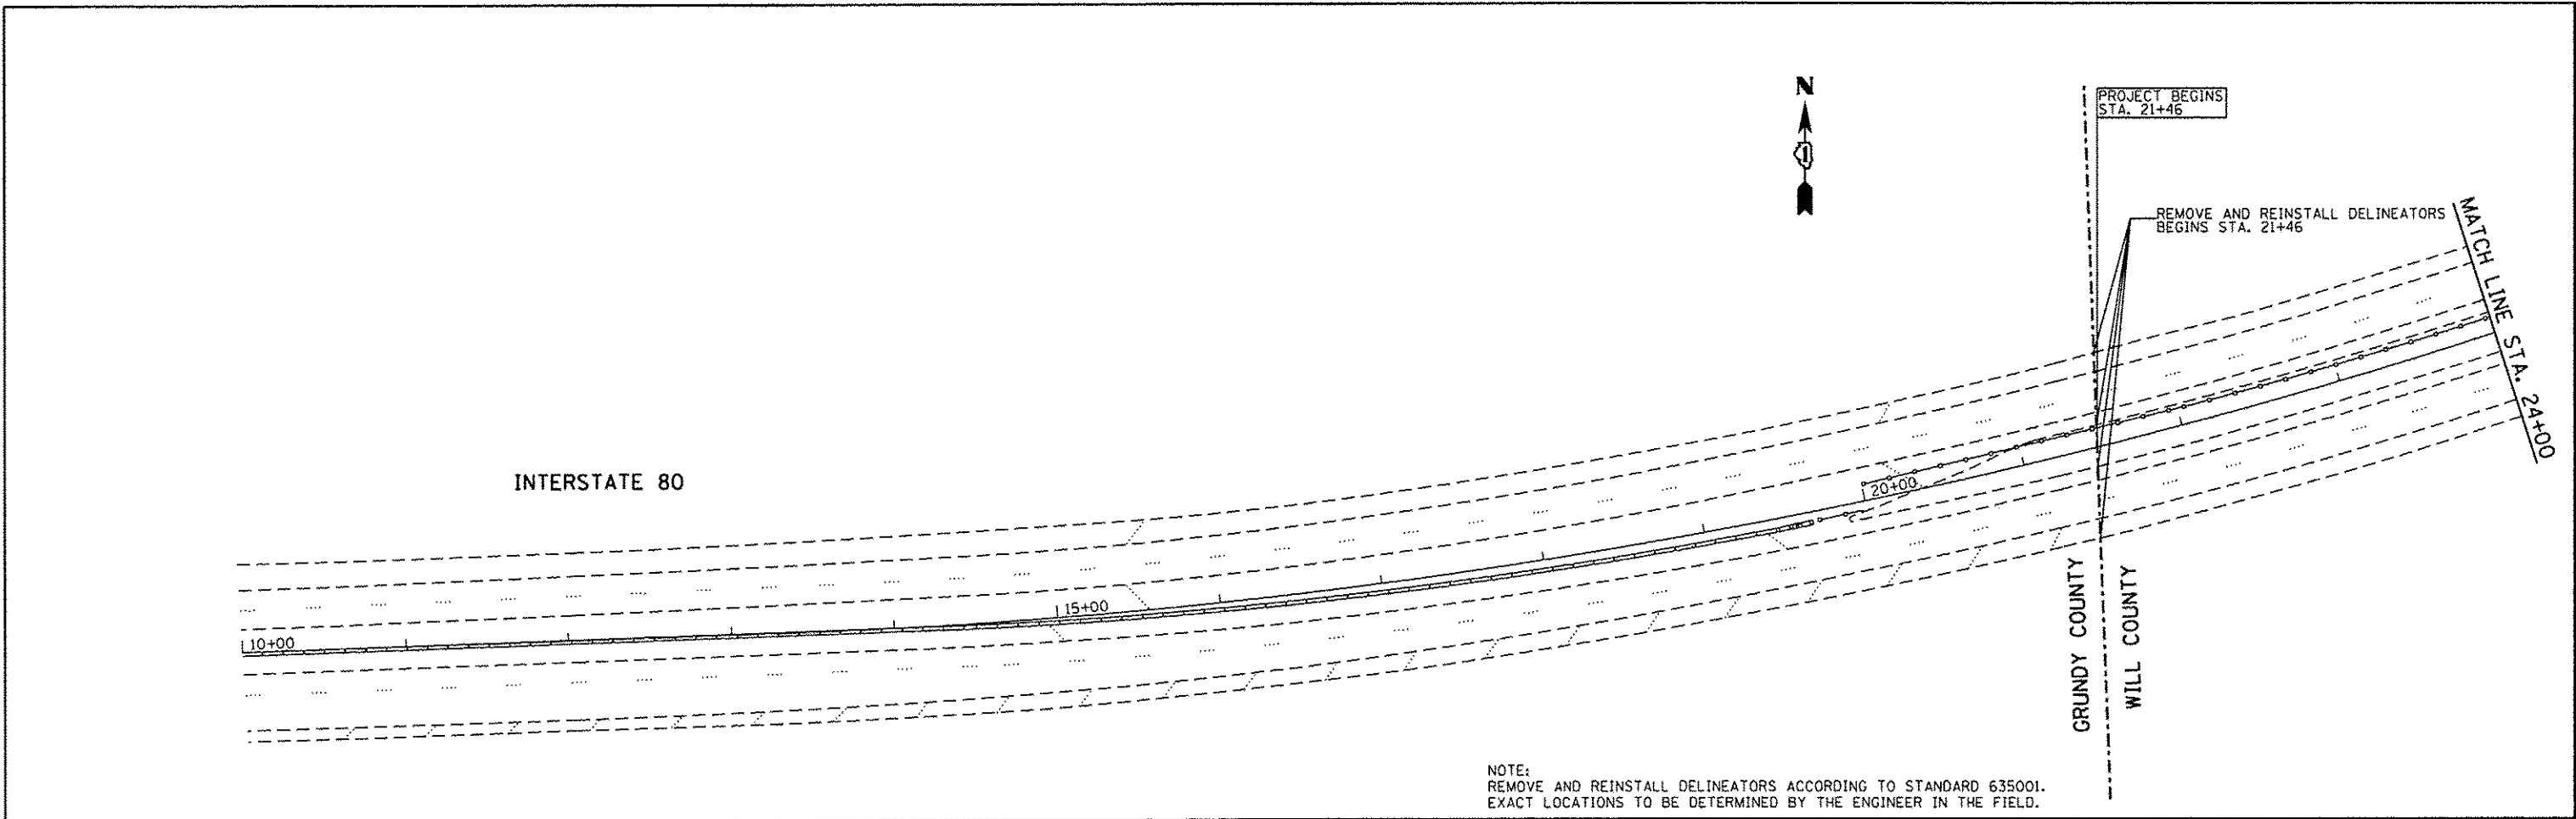 N
PROJECT BEGINS
STA. 21+46
REMOVE AND REINSTALL DELINEATORS
BEGINS STA. 21+46
MATCH LINE STA. 24+00
INTERSTATE 80
20+00
15+00
10+00
GRUNDY COUNTY
WILL COUNTY
NOTE:
REMOVE AND REINSTALL DELINEATORS ACCORDING TO STANDARD 635001.
EXACT LOCATIONS TO BE DETERMINED BY THE ENGINEER IN THE FIELD.